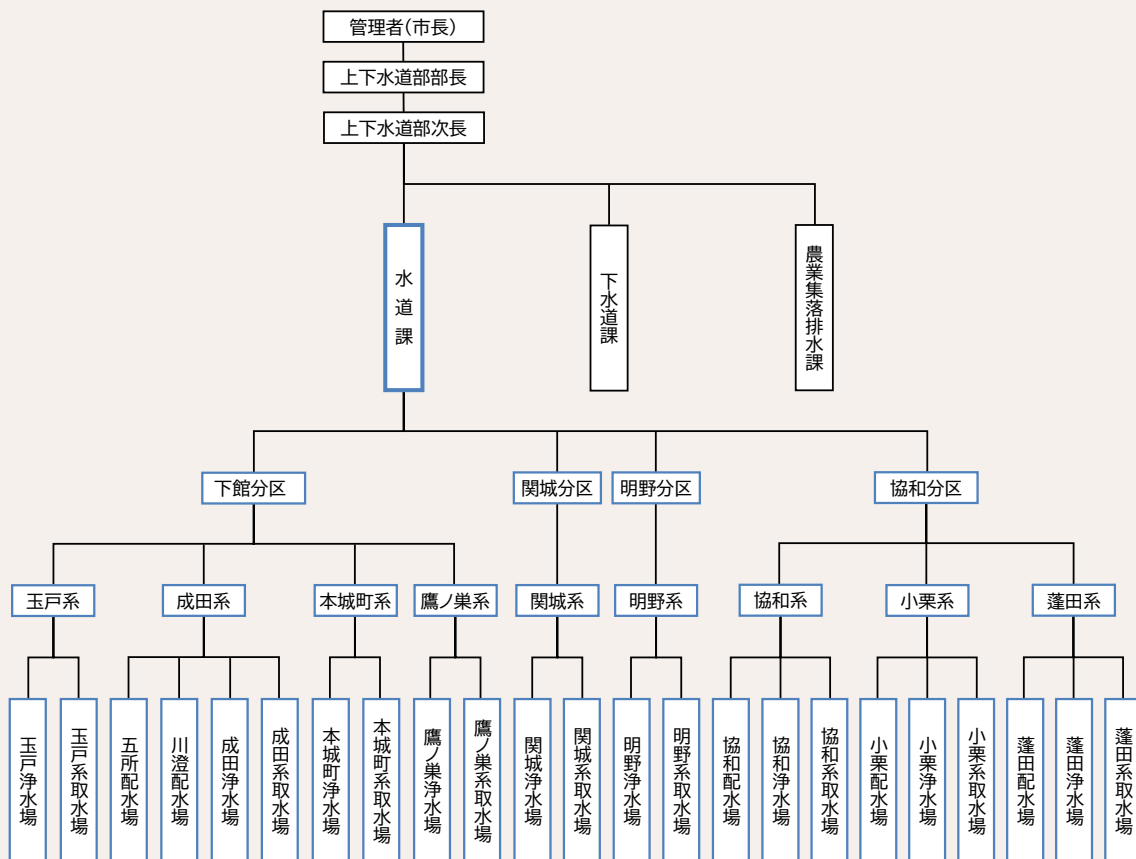 管理者(市長)
上下水道部部長
上下水道部次長
水道課
下水道課
農業集落排水課
下館分区
関城分区
明野分区
協和分区
玉戸系
成田系
本城町系
鷹ノ巣系
関城系
明野系
協和系
小栗系
蓬田系
玉戸浄水場
玉戸系取水場
五所配水場
川澄配水場
成田浄水場
成田系取水場
本城町浄水場
本城町系取水場
鷹ノ巣浄水場
鷹ノ巣系取水場
関城浄水場
関城系取水場
明野浄水場
明野系取水場
協和配水場
協和浄水場
協和系取水場
小栗配水場
小栗浄水場
小栗系取水場
蓬田配水場
蓬田浄水場
蓬田系取水場